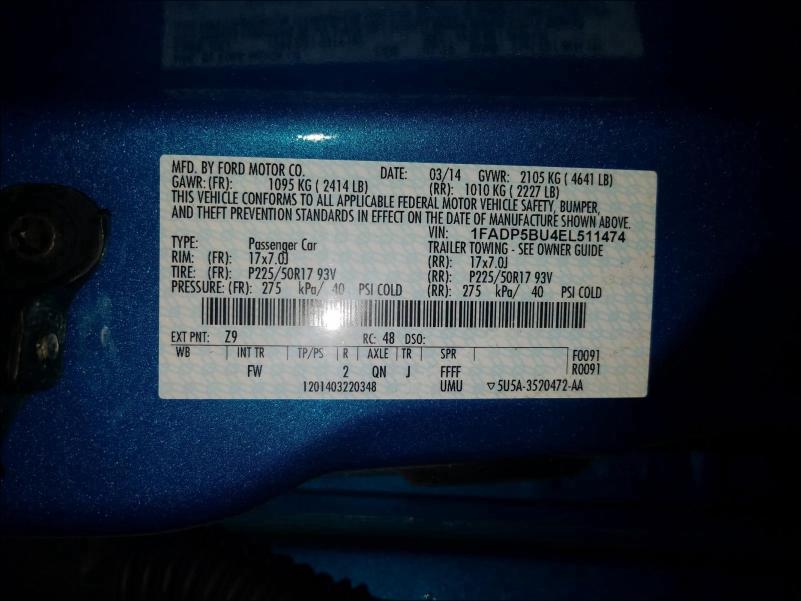 MFD. BY FORD MOTOR CO. DATE: 03/14 GVWR: 2105 KG ( 4641 LB)
GAWR: (FR): 1095 KG ( 2414 LB) (RR): 1010 KG ( 2227 LB)
THIS VEHICLE CONFORMS TO ALL APPLICABLE FEDERAL MOTOR VEHICLE SAFETY, BUMPER,
AND THEFT PREVENTION STANDARDS IN EFFECT ON THE DATE OF MANUFACTURE SHOWN ABOVE.
VIN: 1FADP5BU4EL511474
TYPE: Passenger Car TRAILER TOWING - SEE OWNER GUIDE
RIM: (FR): 17x7.0J (RR): 17x7.0J
TIRE: (FR): P225/50R17 93V (RR): P225/50R17 93V
PRESSURE: (FR): 275 kPa/ 40 PSI COLD (RR): 275 kPa/ 40 PSI COLD
EXT PNT: Z9 RC: 48 DSO:
WB INT TR TP/PS R AXLE TR SPR F0091
FW 2 QN J FFFF R0091
1201403220348 UMU ▽5U5A-3520472-AA